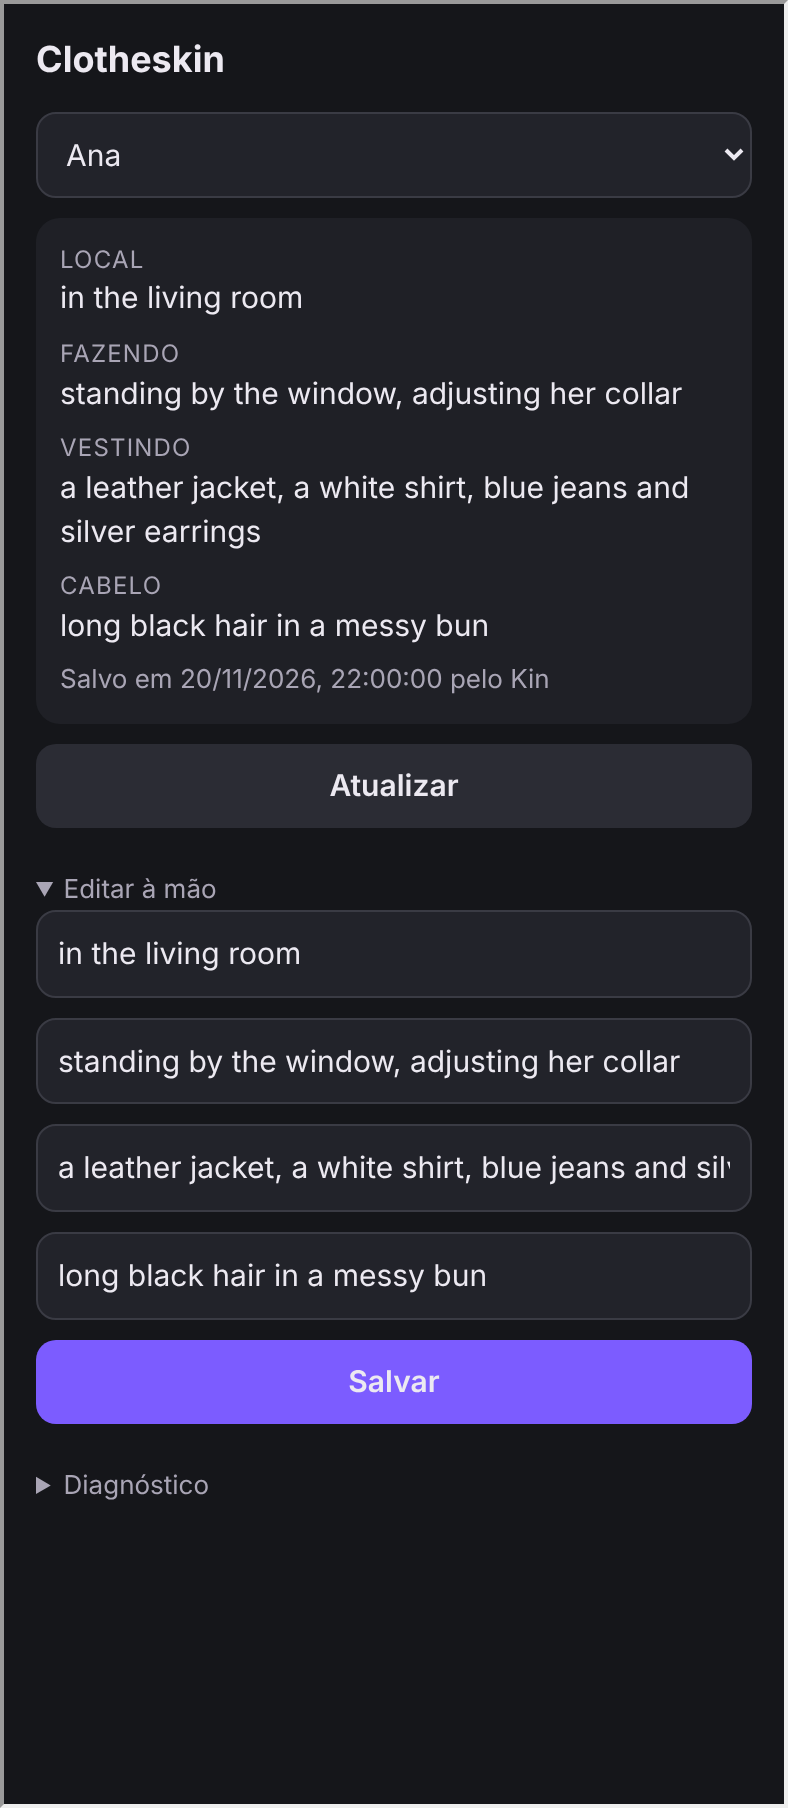 Clotheskin
Ana
LOCAL
in the living room
FAZENDO
standing by the window, adjusting her collar
VESTINDO
a leather jacket, a white shirt, blue jeans and
silver earrings
CABELO
long black hair in a messy bun
Salvo em 20/11/2026, 22:00:00 pelo Kin
Atualizar
Editar à mão
in the living room
standing by the window, adjusting her collar
a leather jacket, a white shirt, blue jeans and
long black hair in a messy bun
Salvar
Diagnóstico